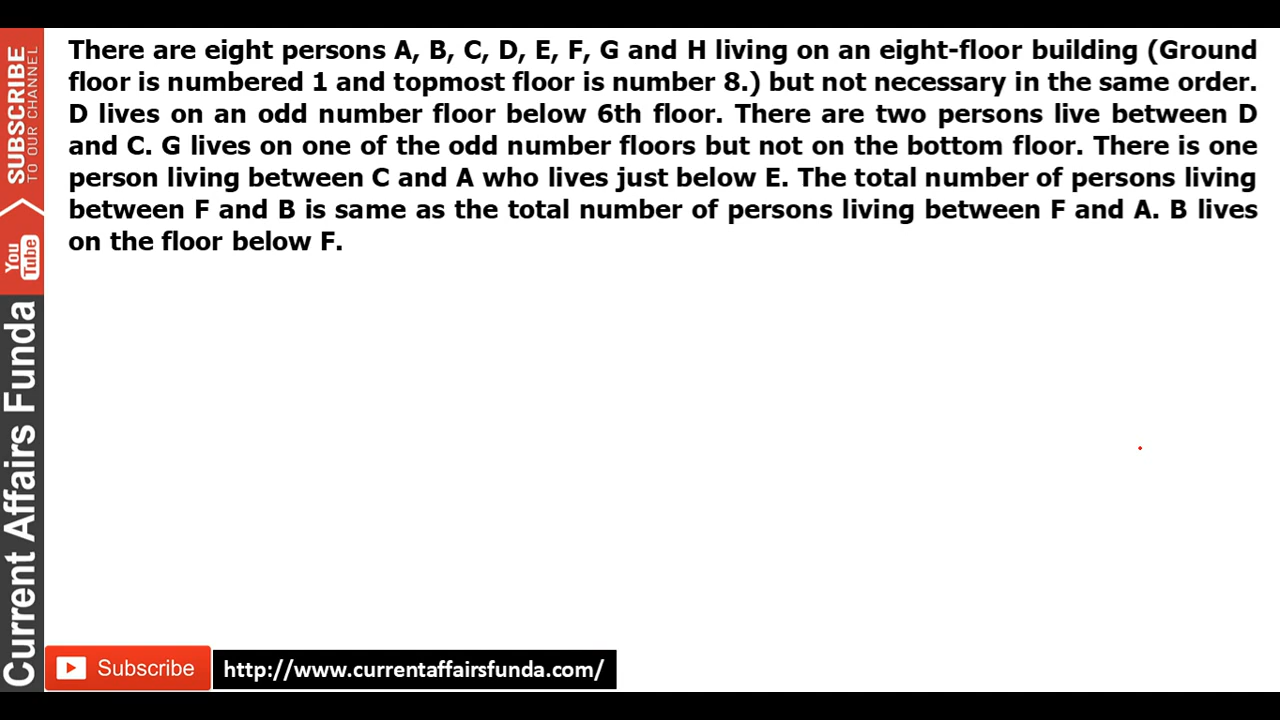 There are eight persons A, B, C, D, E, F, G and H living on an eight-floor building (Ground
floor is numbered 1 and topmost floor is number 8.) but not necessary in the same order.
D lives on an odd number floor below 6th floor. There are two persons live between D
and C. G lives on one of the odd number floors but not on the bottom floor. There is one
person living between C and A who lives just below E. The total number of persons living
between F and B is same as the total number of persons living between F and A. B lives
on the floor below F.
SUBSCRIBE
TO OUR CHANNEL
You
Tube
Current Affairs Funda
Subscribe
http://www.currentaffairsfunda.com/